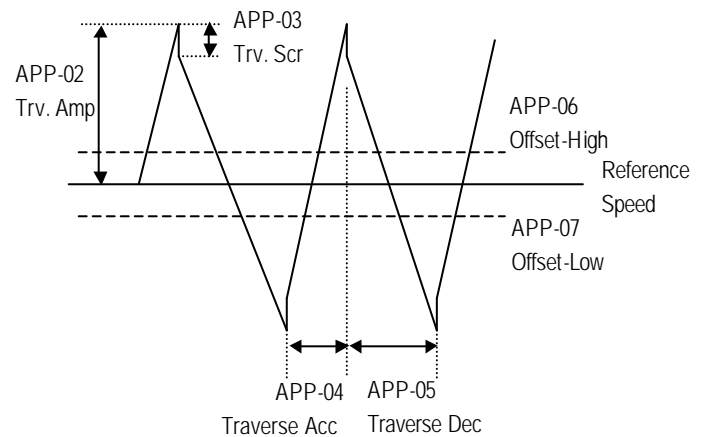 APP-03
Trv. Scr
APP-02
Trv. Amp
APP-06
Offset-High
Reference
Speed
APP-07
Offset-Low
APP-04
Traverse Acc
APP-05
Traverse Dec